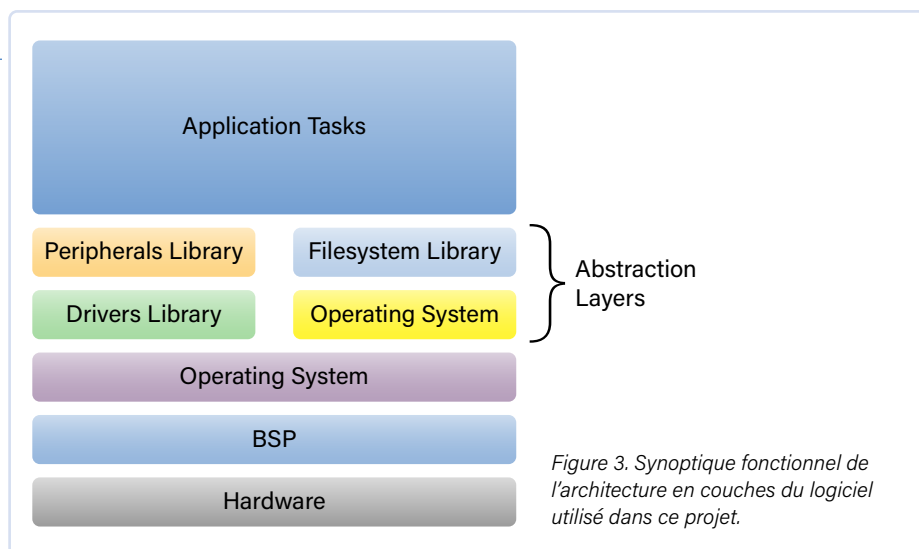 Application Tasks
Peripherals Library
Filesystem Library
Abstraction
Layers
Drivers Library
Operating System
Operating System
BSP
Hardware
Figure 3. Synoptique fonctionnel de
l’architecture en couches du logiciel
utilisé dans ce projet.